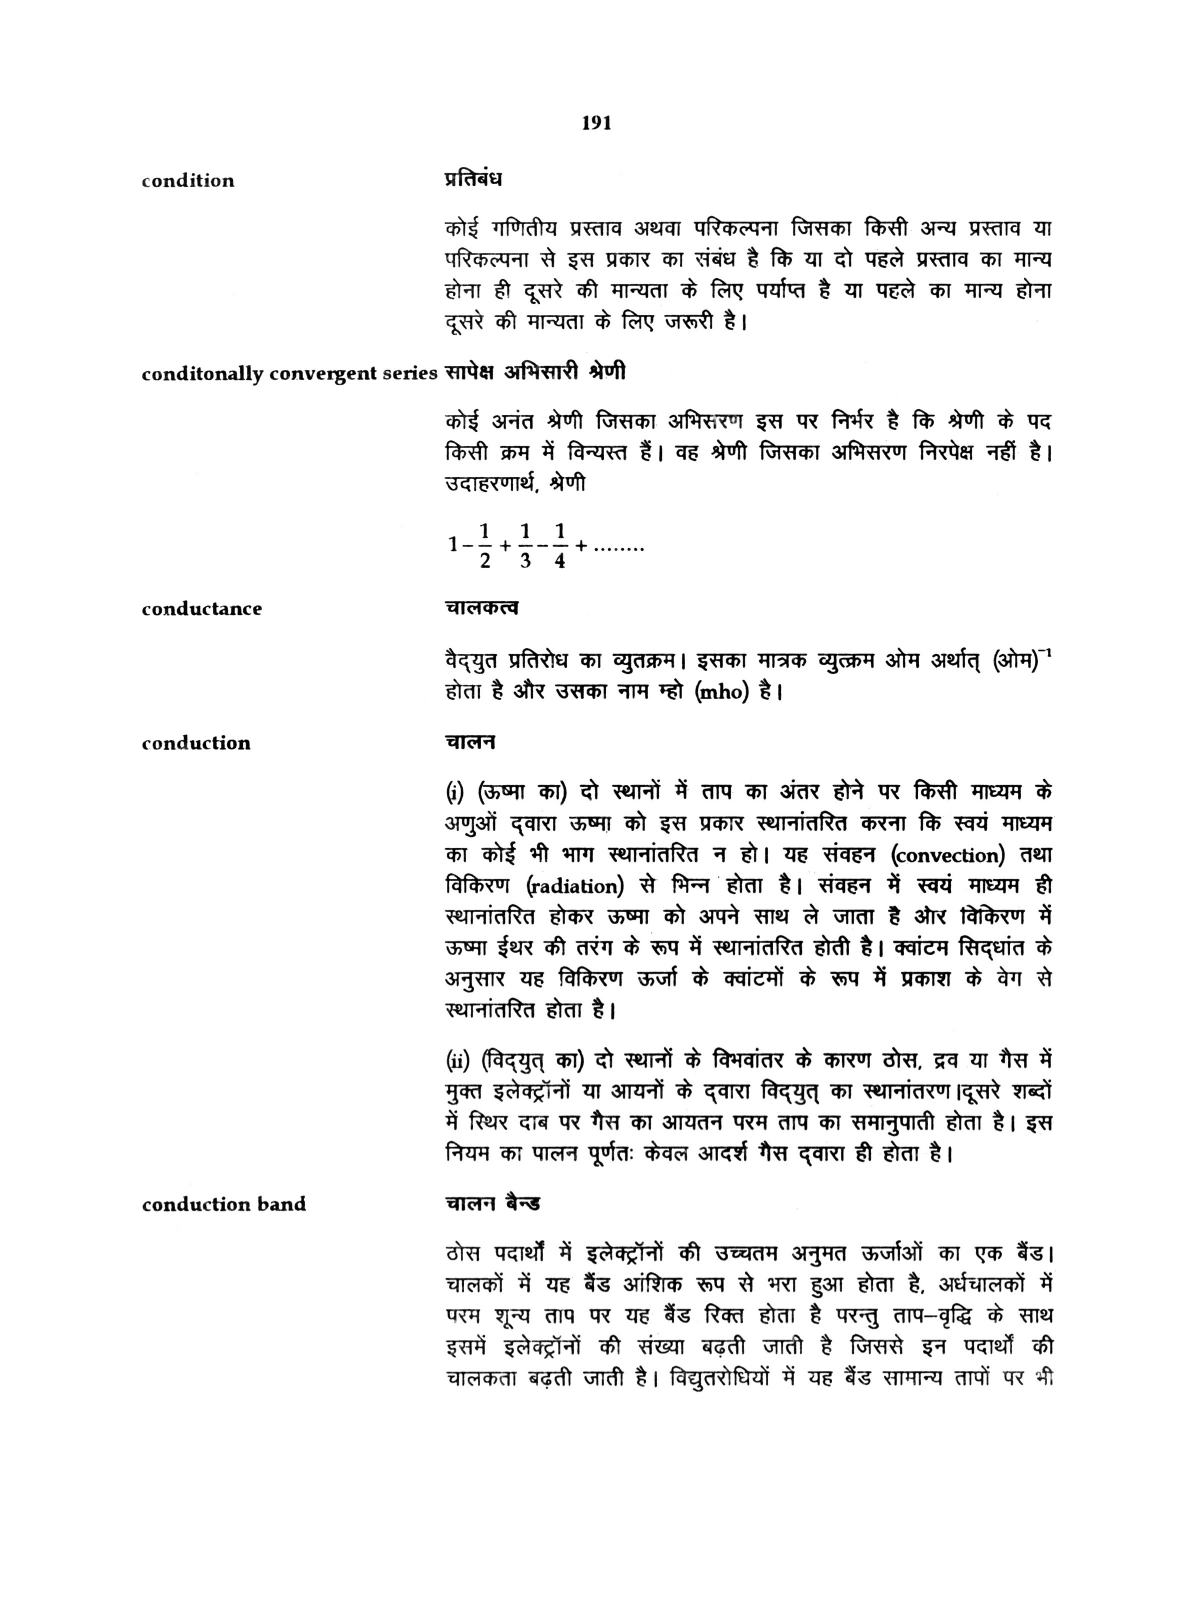 191
condition प्रतिबंध
कोई गणितीय प्रस्ताव अथवा परिकल्पना जिसका किसी अन्य प्रस्ताव या
परिकल्पना से इस प्रकार का संबंध है कि या दो पहले प्रस्ताव का मान्य
होना ही दूसरे की मान्यता के लिए पर्याप्त है या पहले का मान्य होना
दूसरे की मान्यता के लिए जरूरी है।
conditonally convergent series सापेक्ष अभिसारी श्रेणी
कोई अनंत श्रेणी जिसका अभिसरण इस पर निर्भर है कि श्रेणी के पद
किसी क्रम में विन्यस्त हैं। वह श्रेणी जिसका अभिसरण निरपेक्ष नहीं है।
उदाहरणार्थ, श्रेणी
1 - 1/2 + 1/3 - 1/4 + ........
conductance चालकत्व
वैद्युत प्रतिरोध का व्युतक्रम। इसका मात्रक व्युत्क्रम ओम अर्थात् (ओम)⁻¹
होता है और उसका नाम म्हो (mho) है।
conduction चालन
(i) (ऊष्मा का) दो स्थानों में ताप का अंतर होने पर किसी माध्यम के
अणुओं द्वारा ऊष्मा को इस प्रकार स्थानांतरित करना कि स्वयं माध्यम
का कोई भी भाग स्थानांतरित न हो। यह संवहन (convection) तथा
विकिरण (radiation) से भिन्न होता है। संवहन में स्वयं माध्यम ही
स्थानांतरित होकर ऊष्मा को अपने साथ ले जाता है और विकिरण में
ऊष्मा ईथर की तरंग के रूप में स्थानांतरित होती है। क्वांटम सिद्धांत के
अनुसार यह विकिरण ऊर्जा के क्वांटमों के रूप में प्रकाश के वेग से
स्थानांतरित होता है।
(ii) (विद्युत् का) दो स्थानों के विभवांतर के कारण ठोस, द्रव या गैस में
मुक्त इलेक्ट्रॉनों या आयनों के द्वारा विद्युत् का स्थानांतरण।दूसरे शब्दों
में स्थिर दाब पर गैस का आयतन परम ताप का समानुपाती होता है। इस
नियम का पालन पूर्णतः केवल आदर्श गैस द्वारा ही होता है।
conduction band चालन बैन्ड
ठोस पदार्थों में इलेक्ट्रॉनों की उच्चतम अनुमत ऊर्जाओं का एक बैंड।
चालकों में यह बैंड आंशिक रूप से भरा हुआ होता है, अर्धचालकों में
परम शून्य ताप पर यह बैंड रिक्त होता है परन्तु ताप–वृद्धि के साथ
इसमें इलेक्ट्रॉनों की संख्या बढ़ती जाती है जिससे इन पदार्थों की
चालकता बढ़ती जाती है। विद्युतरोधियों में यह बैंड सामान्य तापों पर भी